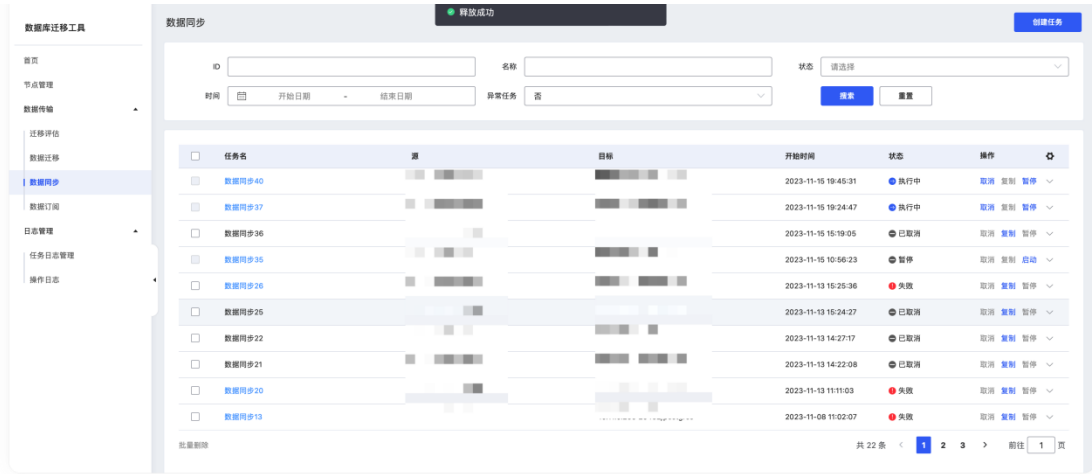 释放成功
数据库迁移工具
数据同步
创建任务
首页
节点管理
数据传输
迁移评估
数据迁移
数据同步
数据订阅
日志管理
任务日志管理
操作日志
ID 名称 状态 请选择
时间 开始日期 - 结束日期 异常任务 否 搜索 重置
任务名 源 目标 开始时间 状态 操作
数据同步40 2023-11-15 19:45:31 执行中 取消 复制 暂停
数据同步37 2023-11-15 19:24:47 执行中 取消 复制 暂停
数据同步36 2023-11-15 15:19:05 已取消 取消 复制 暂停
数据同步35 2023-11-15 10:56:23 暂停 取消 复制 启动
数据同步26 2023-11-13 15:25:36 失败 取消 复制 暂停
数据同步25 2023-11-13 15:24:27 已取消 取消 复制 暂停
数据同步22 2023-11-13 14:27:17 已取消 取消 复制 暂停
数据同步21 2023-11-13 14:22:08 已取消 取消 复制 暂停
数据同步20 2023-11-13 11:11:03 失败 取消 复制 暂停
数据同步13 2023-11-08 11:02:07 失败 取消 复制 暂停
批量删除 共 22 条 1 2 3 前往 1 页